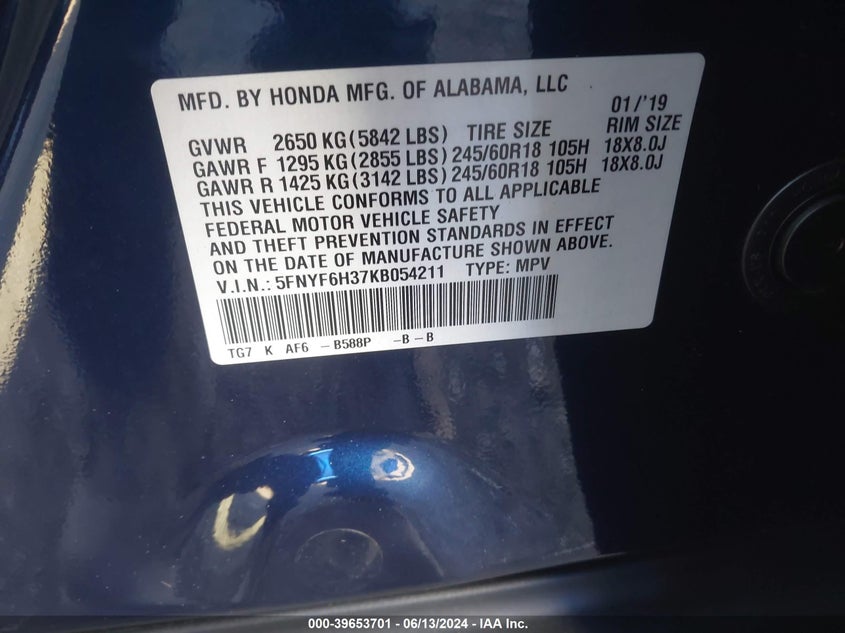 MFD. BY HONDA MFG. OF ALABAMA, LLC 01/'19
GVWR 2650 KG(5842 LBS) TIRE SIZE RIM SIZE
GAWR F 1295 KG(2855 LBS) 245/60R18 105H 18X8.0J
GAWR R 1425 KG(3142 LBS) 245/60R18 105H 18X8.0J
THIS VEHICLE CONFORMS TO ALL APPLICABLE
FEDERAL MOTOR VEHICLE SAFETY
AND THEFT PREVENTION STANDARDS IN EFFECT
ON THE DATE OF MANUFACTURE SHOWN ABOVE.
V.I.N.: 5FNYF6H37KB054211 TYPE: MPV
TG7 K AF6 -B588P -B-B
000-39653701 - 06/13/2024 - IAA Inc.